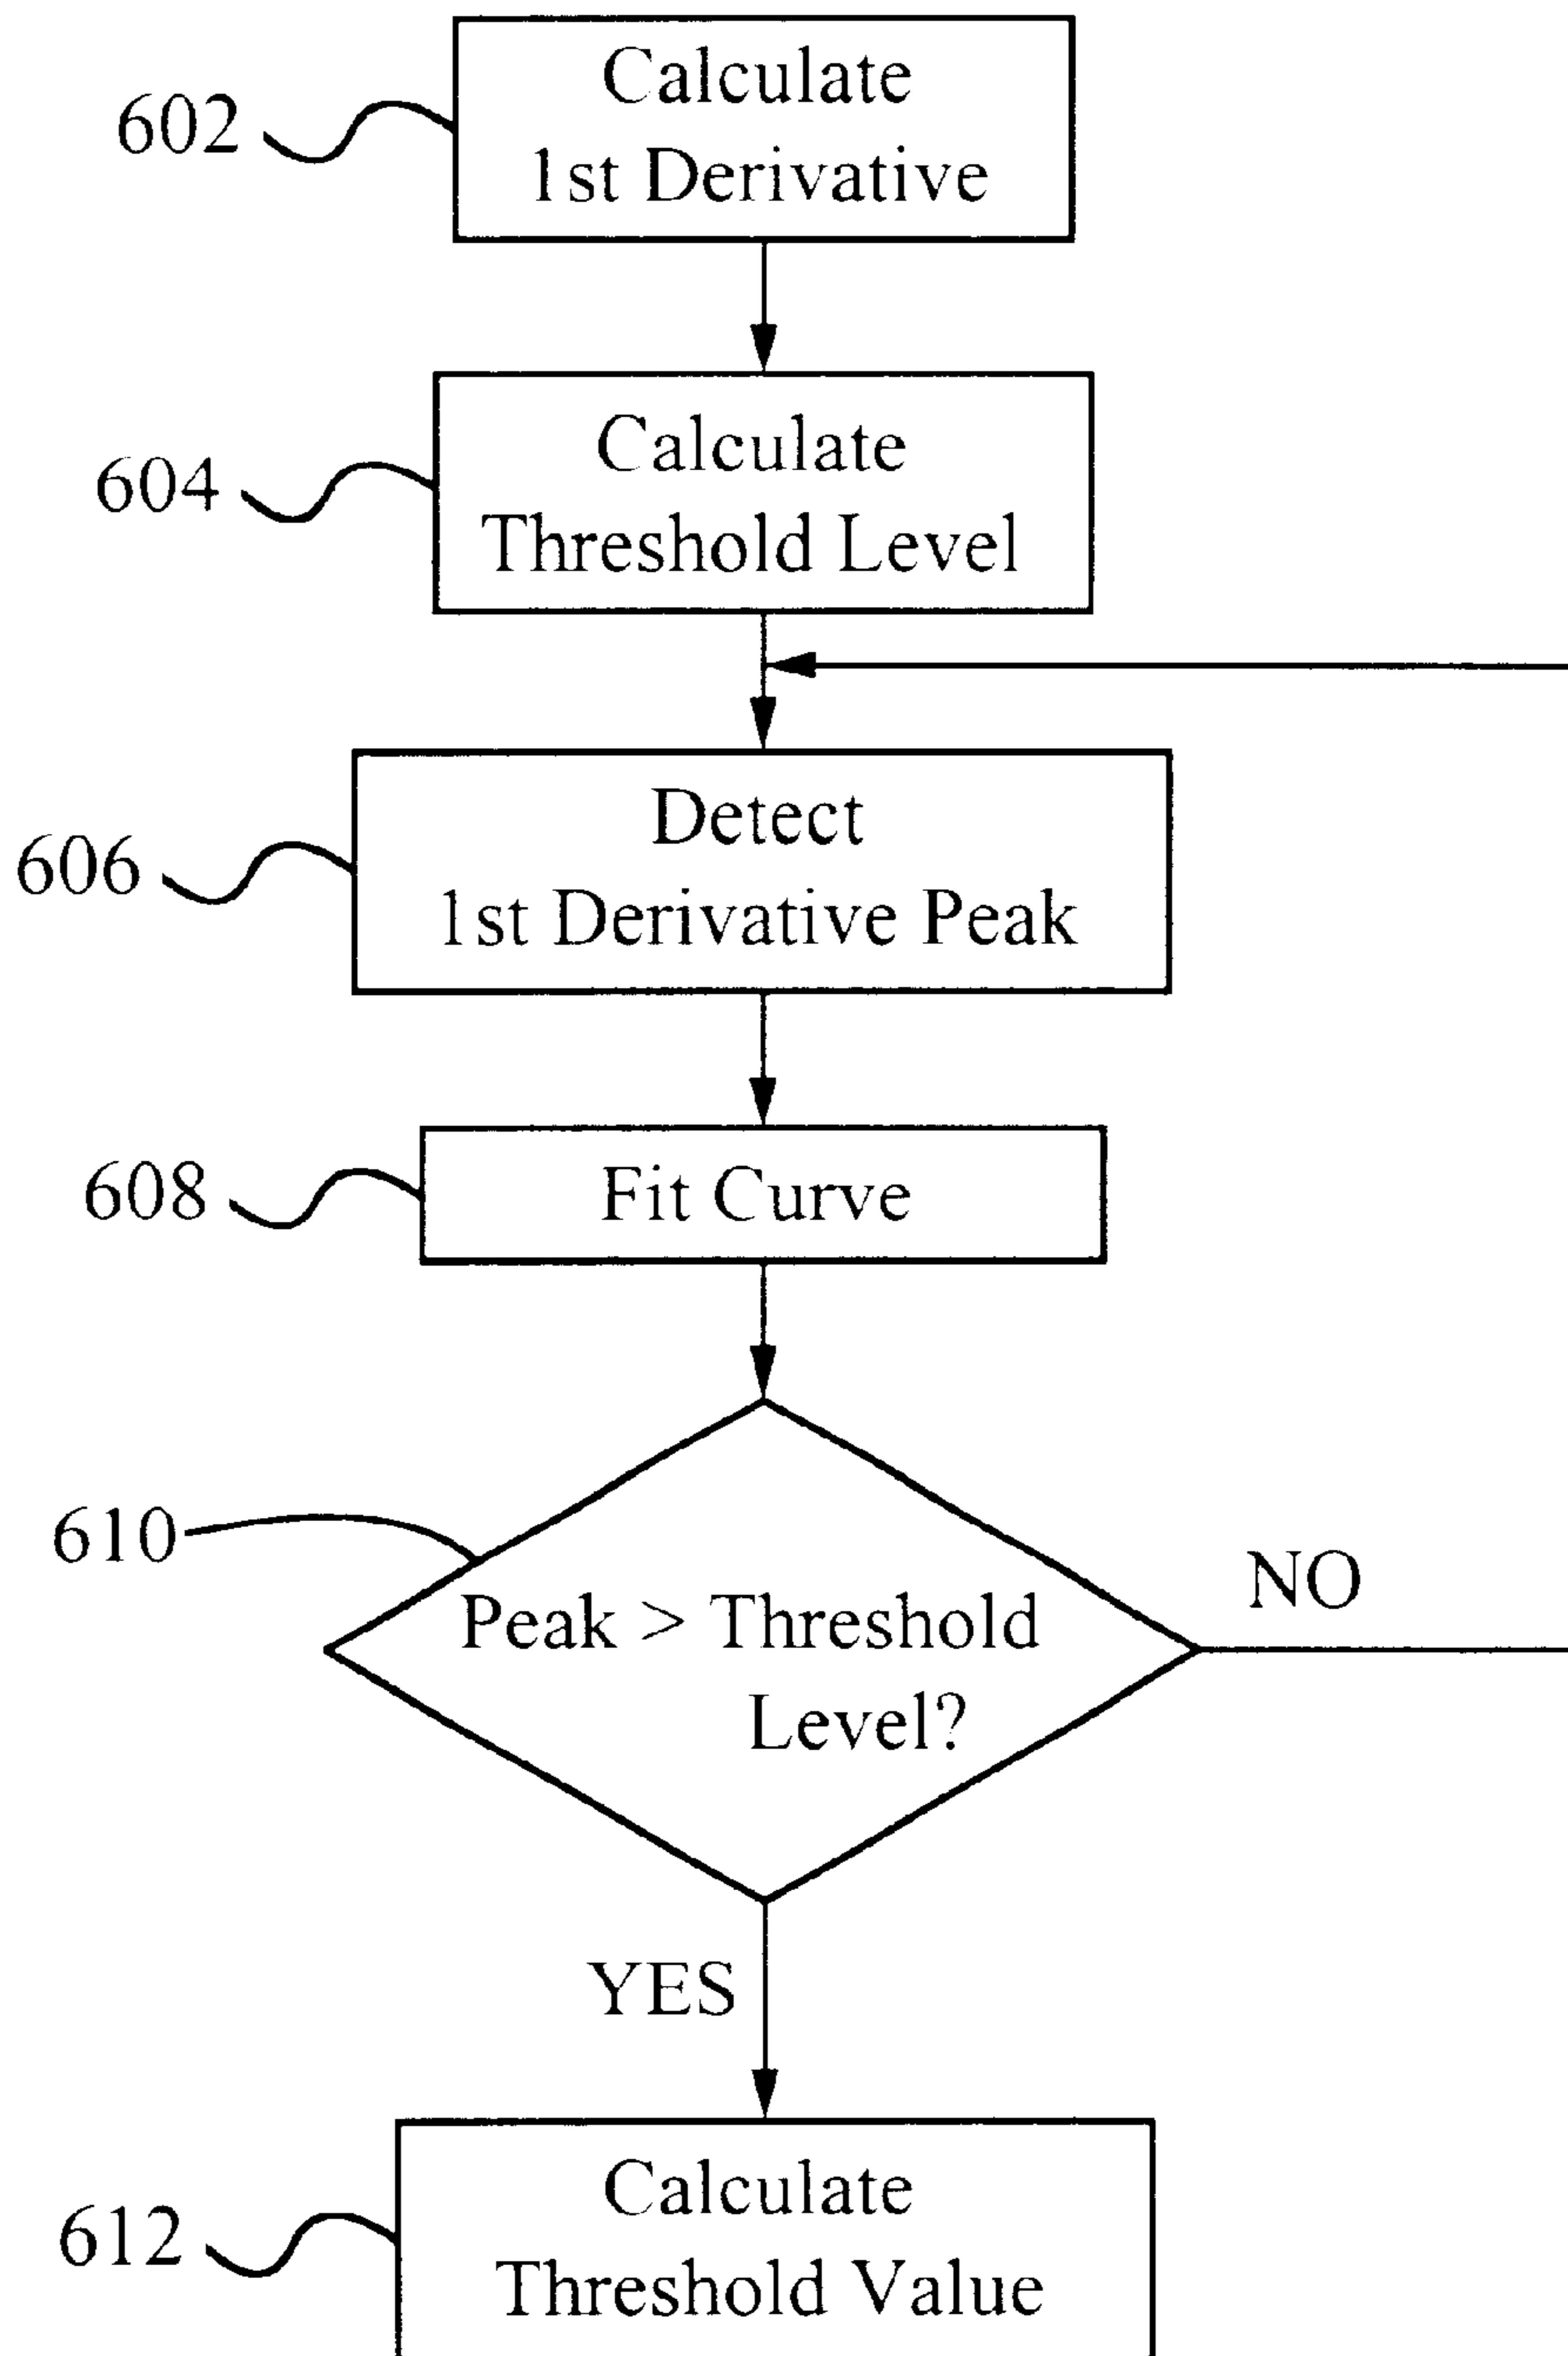 602
Calculate
1st Derivative
604
Calculate
Threshold Level
606
Detect
1st Derivative Peak
608
Fit Curve
610
Peak > Threshold
Level?
NO
YES
612
Calculate
Threshold Value